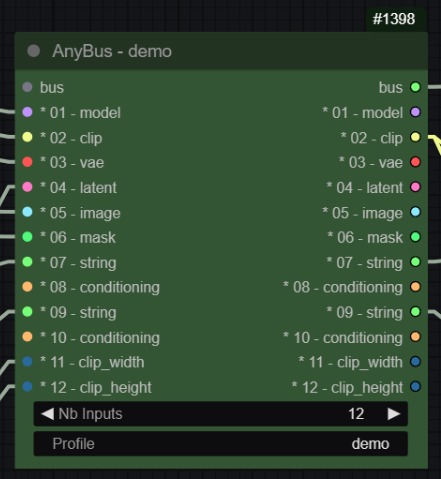 #1398
AnyBus - demo
bus bus
* 01 - model * 01 - model
* 02 - clip * 02 - clip
* 03 - vae * 03 - vae
* 04 - latent * 04 - latent
* 05 - image * 05 - image
* 06 - mask * 06 - mask
* 07 - string * 07 - string
* 08 - conditioning * 08 - conditioning
* 09 - string * 09 - string
* 10 - conditioning * 10 - conditioning
* 11 - clip_width * 11 - clip_width
* 12 - clip_height * 12 - clip_height
Nb Inputs 12
Profile demo